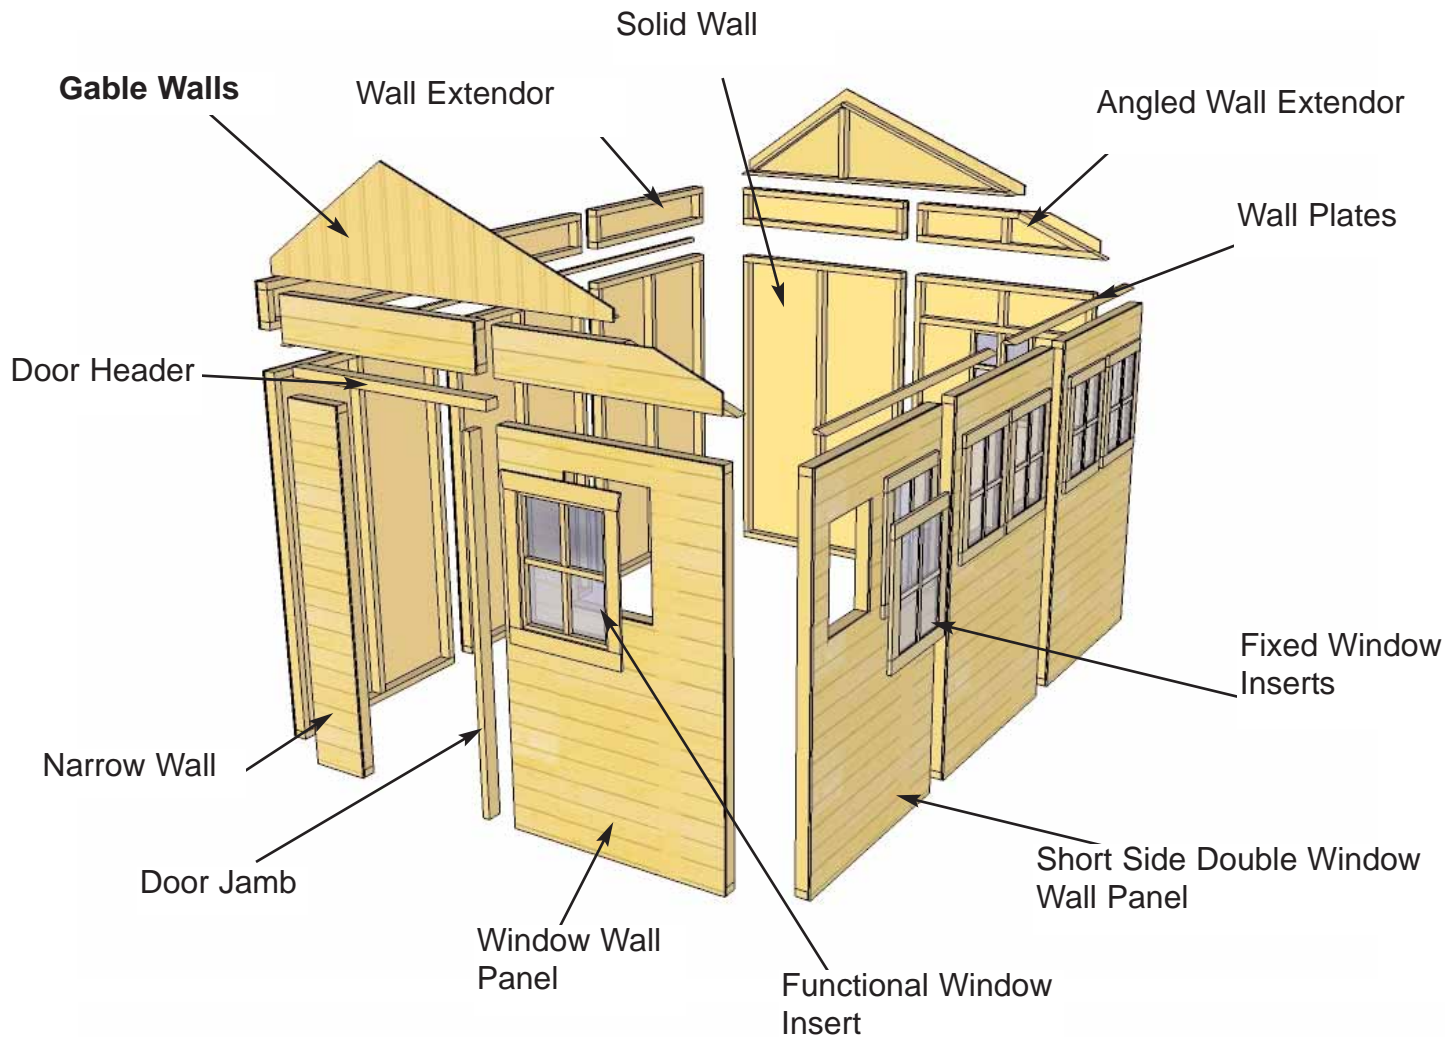 Solid Wall
Gable Walls
Wall Extendor
Angled Wall Extendor
Wall Plates
Door Header
Fixed Window
Inserts
Narrow Wall
Short Side Double Window
Wall Panel
Door Jamb
Window Wall
Panel
Functional Window
Insert